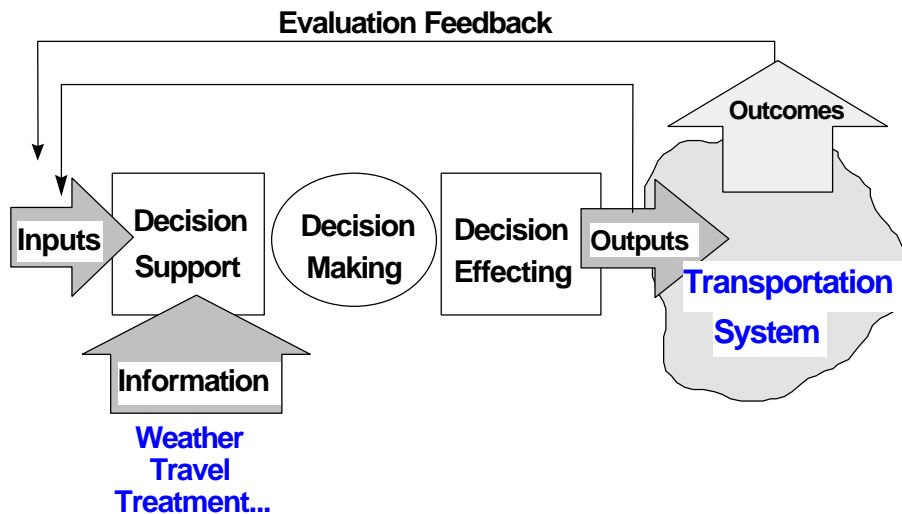 Evaluation Feedback
Outcomes
Inputs
Decision
Support
Decision
Making
Decision
Effecting
Outputs
Transportation
System
Information
Weather
Travel
Treatment...